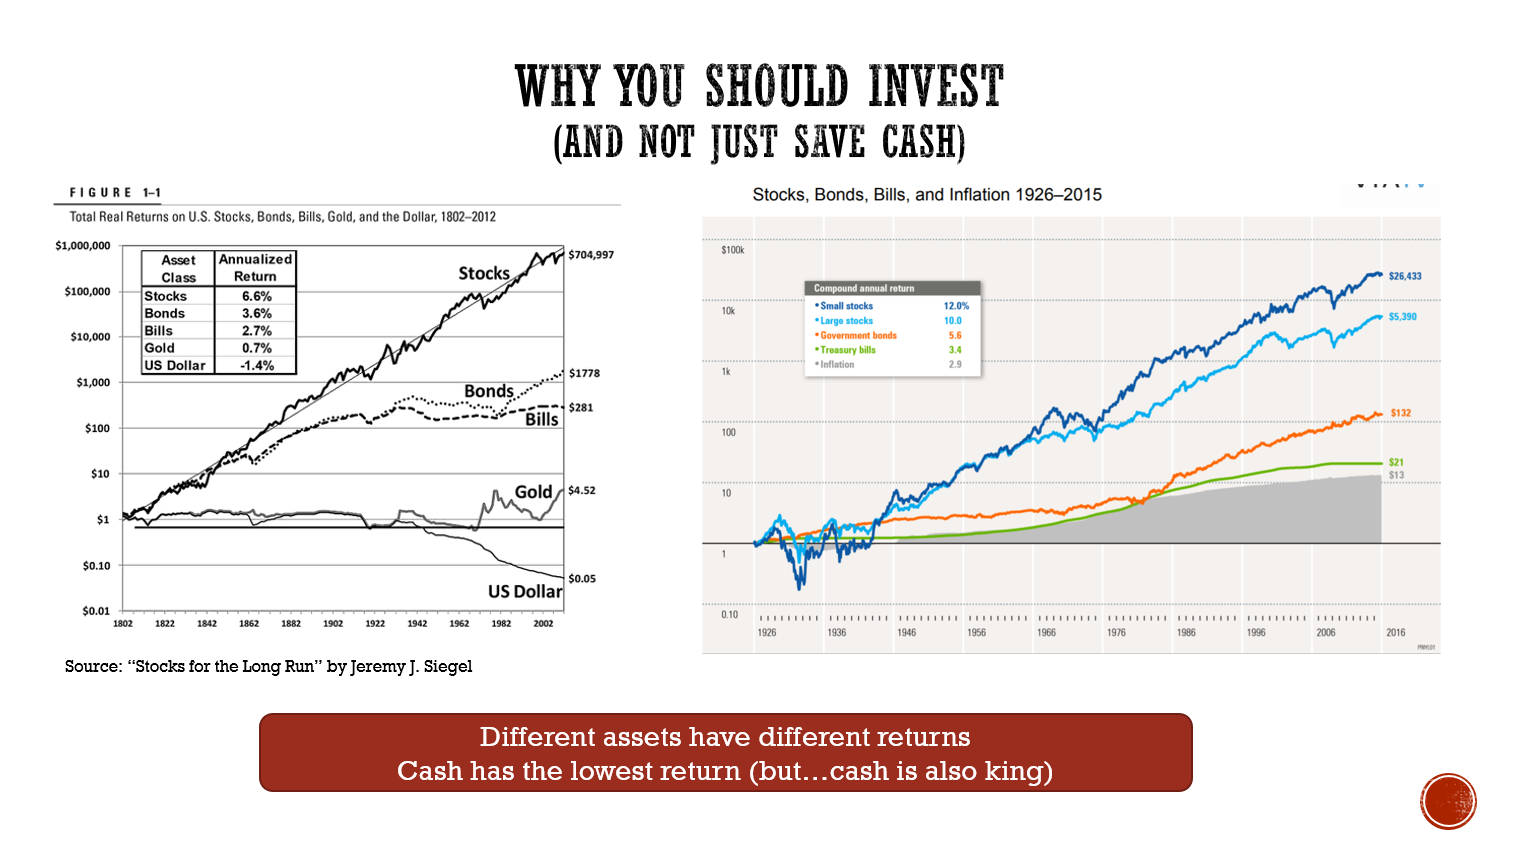 WHY YOU SHOULD INVEST
(AND NOT JUST SAVE CASH)
FIGURE 1–1
Total Real Returns on U.S. Stocks, Bonds, Bills, Gold, and the Dollar, 1802–2012
$1,000,000
$100,000
$10,000
$1,000
$100
$10
$1
$0.10
$0.01
Asset Class Annualized Return
Stocks 6.6%
Bonds 3.6%
Bills 2.7%
Gold 0.7%
US Dollar -1.4%
Stocks
$704,997
Bonds
$1778
Bills
$281
Gold
$4.52
US Dollar
$0.05
1802 1822 1842 1862 1882 1902 1922 1942 1962 1982 2002
Source: “Stocks for the Long Run” by Jeremy J. Siegel
Stocks, Bonds, Bills, and Inflation 1926–2015
$100k
10k
1k
100
10
1
0.10
Compound annual return
•Small stocks 12.0%
•Large stocks 10.0
•Government bonds 5.6
•Treasury bills 3.4
•Inflation 2.9
$26,433
$5,390
$132
$21
$13
1926 1936 1946 1956 1966 1976 1986 1996 2006 2016
Different assets have different returns
Cash has the lowest return (but...cash is also king)